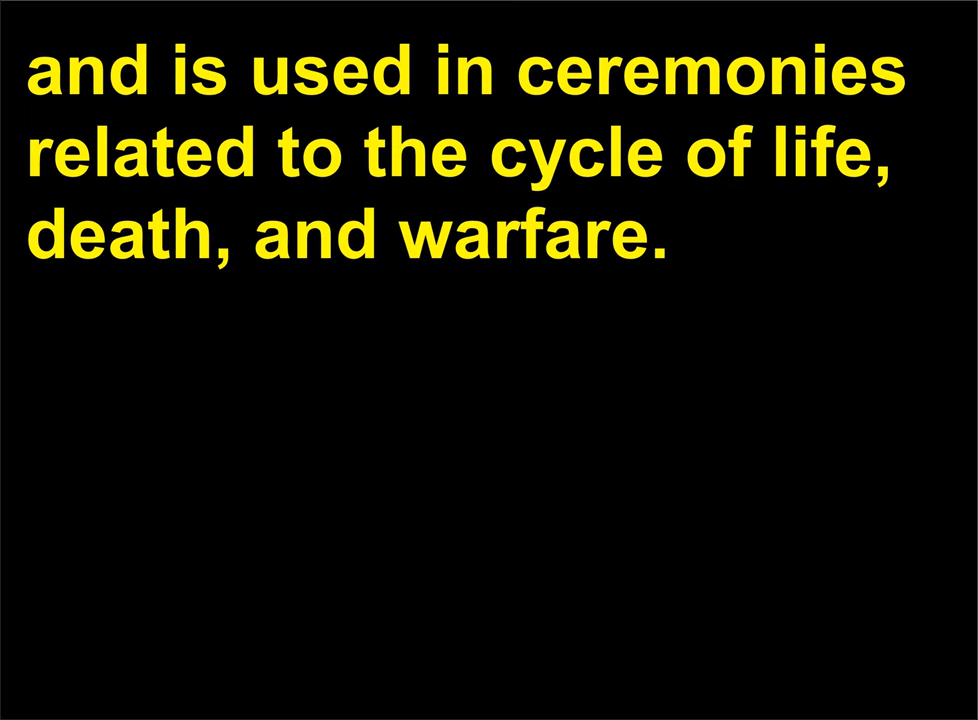 and is used in ceremonies
related to the cycle of life,
death, and warfare.